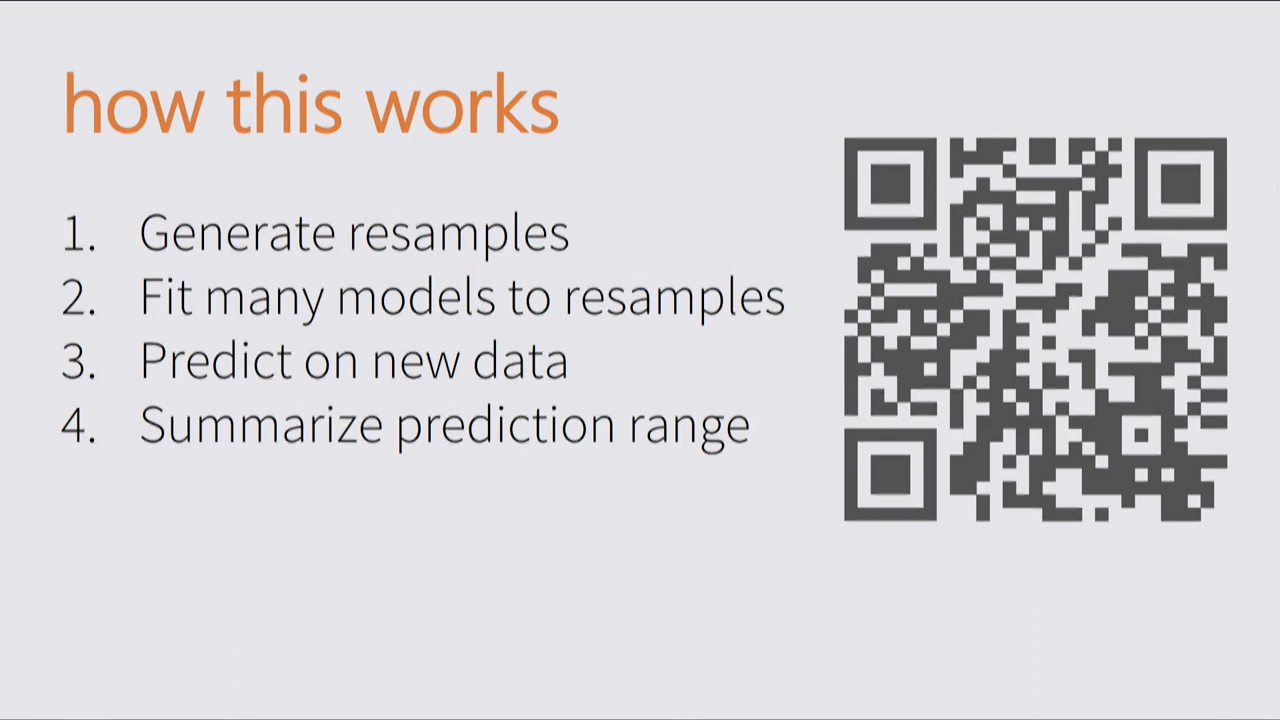 how this works
1. Generate resamples
2. Fit many models to resamples
3. Predict on new data
4. Summarize prediction range